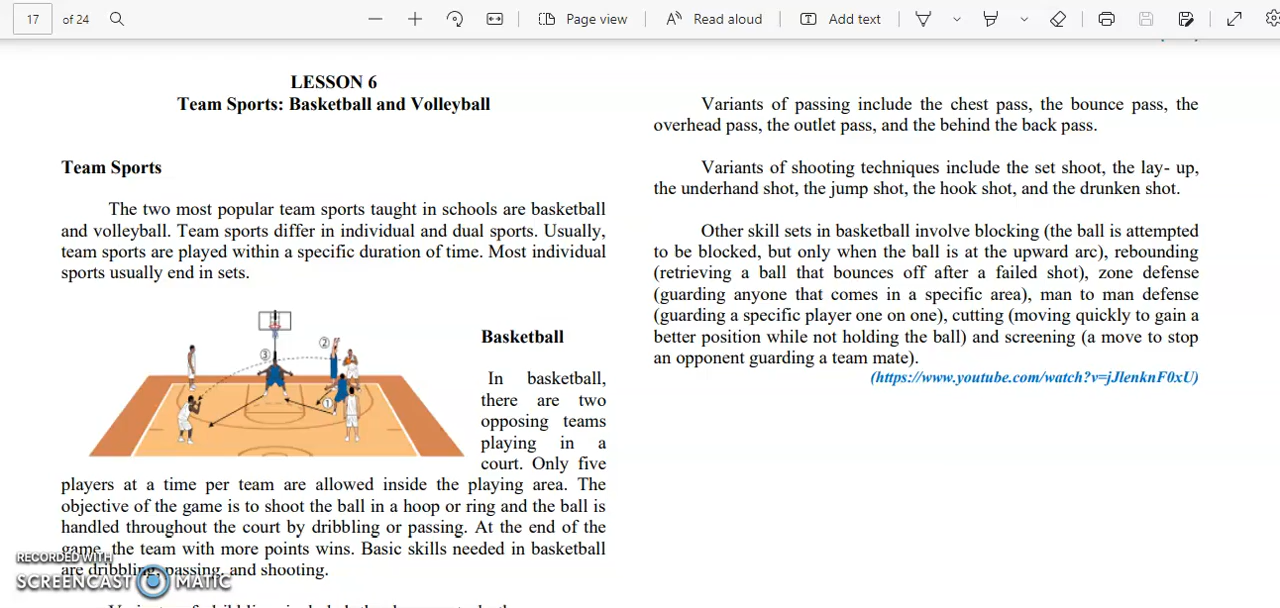 17 of 24 Page view Read aloud Add text
LESSON 6
Team Sports: Basketball and Volleyball
Team Sports
The two most popular team sports taught in schools are basketball
and volleyball. Team sports differ in individual and dual sports. Usually,
team sports are played within a specific duration of time. Most individual
sports usually end in sets.
3
2
1
Basketball
In basketball,
there are two
opposing teams
playing in a
court. Only five
players at a time per team are allowed inside the playing area. The
objective of the game is to shoot the ball in a hoop or ring and the ball is
handled throughout the court by dribbling or passing. At the end of the
game, the team with more points wins. Basic skills needed in basketball
are dribbling, passing, and shooting.
Variants of passing include the chest pass, the bounce pass, the
overhead pass, the outlet pass, and the behind the back pass.
Variants of shooting techniques include the set shoot, the lay- up,
the underhand shot, the jump shot, the hook shot, and the drunken shot.
Other skill sets in basketball involve blocking (the ball is attempted
to be blocked, but only when the ball is at the upward arc), rebounding
(retrieving a ball that bounces off after a failed shot), zone defense
(guarding anyone that comes in a specific area), man to man defense
(guarding a specific player one on one), cutting (moving quickly to gain a
better position while not holding the ball) and screening (a move to stop
an opponent guarding a team mate).
(https://www.youtube.com/watch?v=jJlenknF0xU)
RECORDED WITH
SCREENCAST MATIC